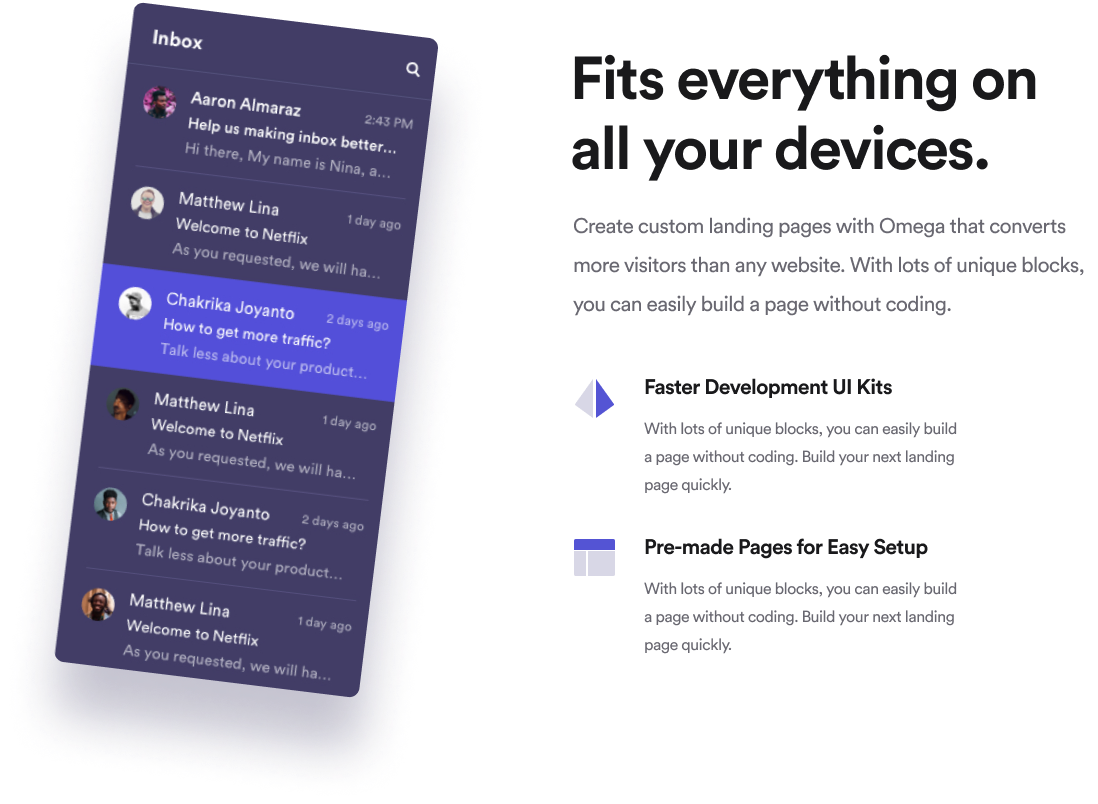 Inbox
Aaron Almaraz
2:43 PM
Help us making inbox better...
Hi there, My name is Nina, a...
Matthew Lina
1 day ago
Welcome to Netflix
As you requested, we will ha...
Chakrika Joyanto
2 days ago
How to get more traffic?
Talk less about your product...
Matthew Lina
1 day ago
Welcome to Netflix
As you requested, we will ha...
Chakrika Joyanto
2 days ago
How to get more traffic?
Talk less about your product...
Matthew Lina
1 day ago
Welcome to Netflix
As you requested, we will ha...
Fits everything on
all your devices.
Create custom landing pages with Omega that converts
more visitors than any website. With lots of unique blocks,
you can easily build a page without coding.
Faster Development UI Kits
With lots of unique blocks, you can easily build
a page without coding. Build your next landing
page quickly.
Pre-made Pages for Easy Setup
With lots of unique blocks, you can easily build
a page without coding. Build your next landing
page quickly.